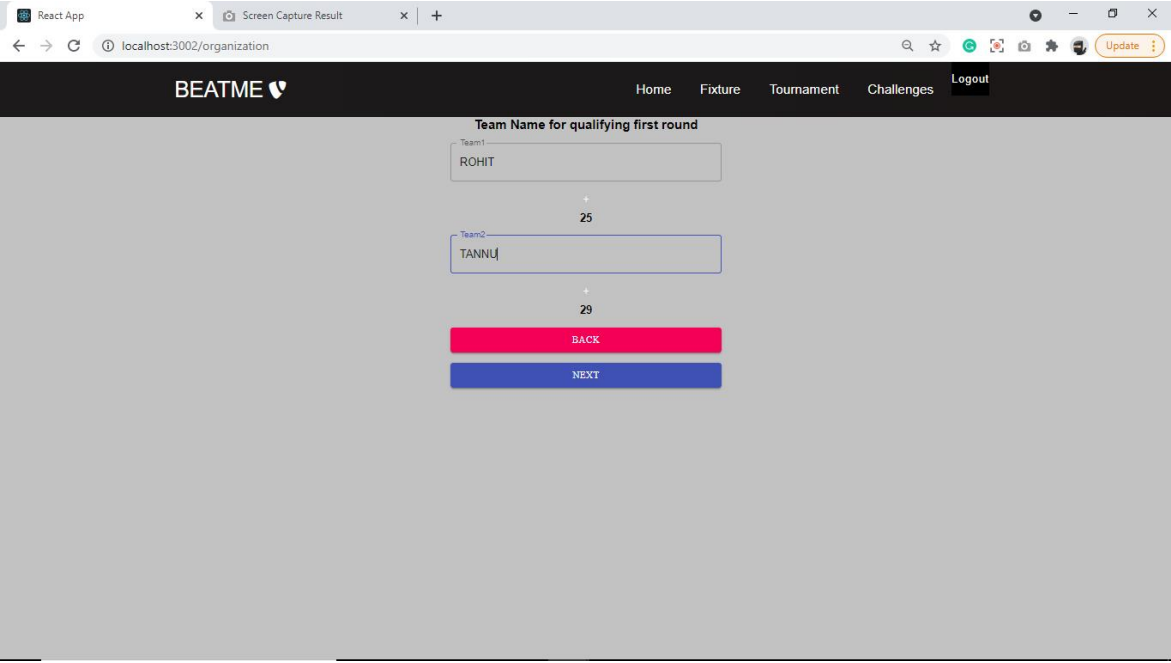 React App
Screen Capture Result
localhost:3002/organization
Update
BEATME
Home Fixture Tournament Challenges Logout
Team Name for qualifying first round
Team1
ROHIT
+
25
Team2
TANNU
+
29
BACK
NEXT